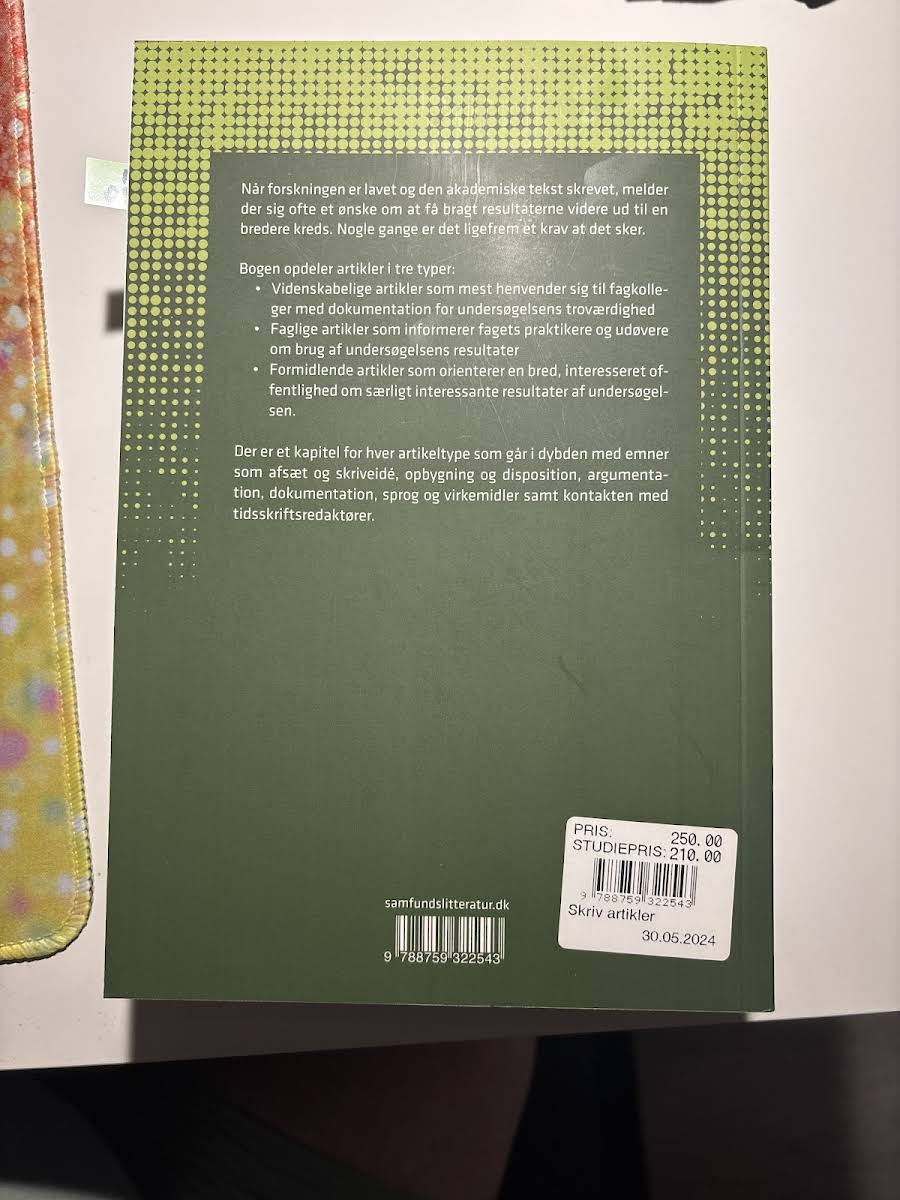 Når forskningen er lavet og den akademiske tekst skrevet, melder
der sig ofte et ønske om at få bragt resultaterne videre ud til en
bredere kreds. Nogle gange er det ligefrem et krav at det sker.
Bogen opdeler artikler i tre typer:
• Videnskabelige artikler som mest henvender sig til fagkolle-
ger med dokumentation for undersøgelsens troværdighed
• Faglige artikler som informerer fagets praktikere og udøvere
om brug af undersøgelsens resultater
• Formidlende artikler som orienterer en bred, interesseret of-
fentlighed om særligt interessante resultater af undersøgel-
sen.
Der er et kapitel for hver artikeltype som går i dybden med emner
som afsæt og skriveidé, opbygning og disposition, argumenta-
tion, dokumentation, sprog og virkemidler samt kontakten med
tidsskriftsredaktører.
samfundslitteratur.dk
9 788759 322543
PRIS: 250.00
STUDIEPRIS: 210.00
9 788759 322543
Skriv artikler
30.05.2024